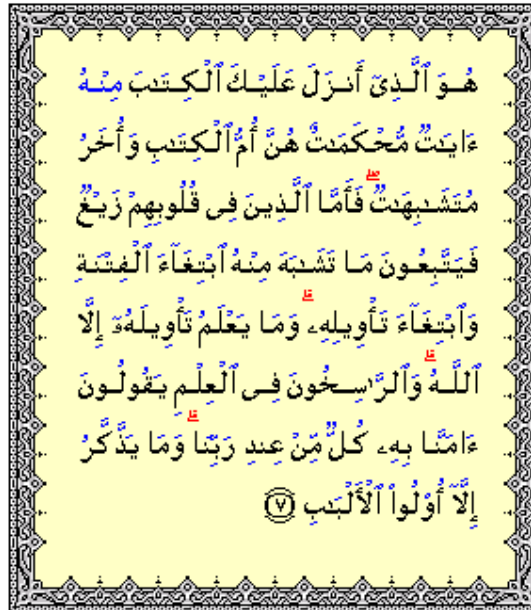 هُوَ ٱلَّذِىٓ أَنزَلَ عَلَيْكَ ٱلْكِتَٰبَ مِنْهُ
ءَايَٰتٌ مُّحْكَمَٰتٌ هُنَّ أُمُّ ٱلْكِتَٰبِ وَأُخَرُ
مُتَشَٰبِهَٰتٌ ۖ فَأَمَّا ٱلَّذِينَ فِى قُلُوبِهِمْ زَيْغٌ
فَيَتَّبِعُونَ مَا تَشَٰبَهَ مِنْهُ ٱبْتِغَآءَ ٱلْفِتْنَةِ
وَٱبْتِغَآءَ تَأْوِيلِهِۦ ۗ وَمَا يَعْلَمُ تَأْوِيلَهُۥٓ إِلَّا
ٱللَّهُ ۗ وَٱلرَّٰسِخُونَ فِى ٱلْعِلْمِ يَقُولُونَ
ءَامَنَّا بِهِۦ كُلٌّ مِّنْ عِندِ رَبِّنَا ۗ وَمَا يَذَّكَّرُ
إِلَّآ أُو۟لُوا۟ ٱلْأَلْبَٰبِ ٧